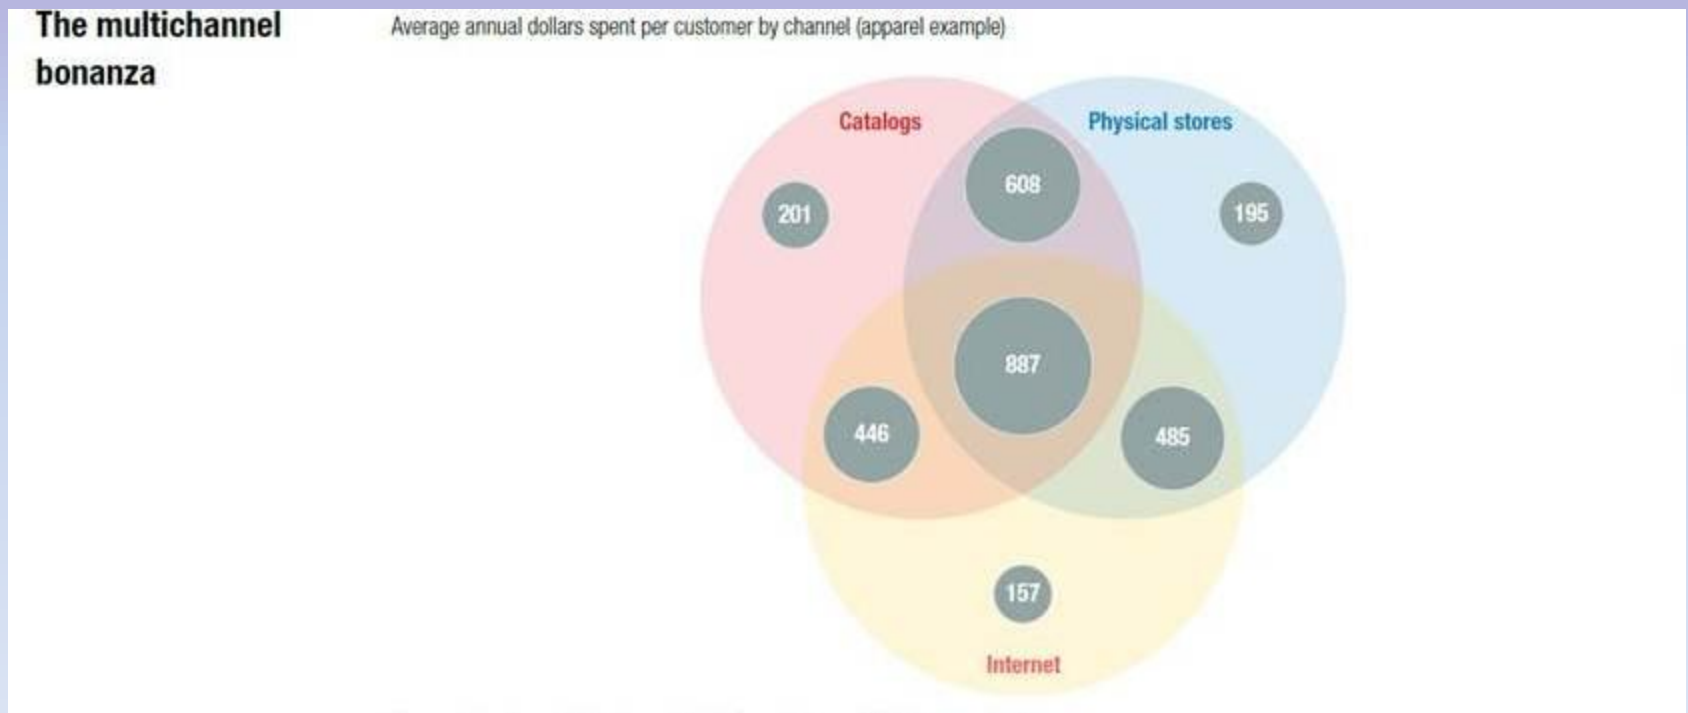 The multichannel
bonanza
Average annual dollars spent per customer by channel (apparel example)
Catalogs
Physical stores
608
201
195
887
446
485
157
Internet